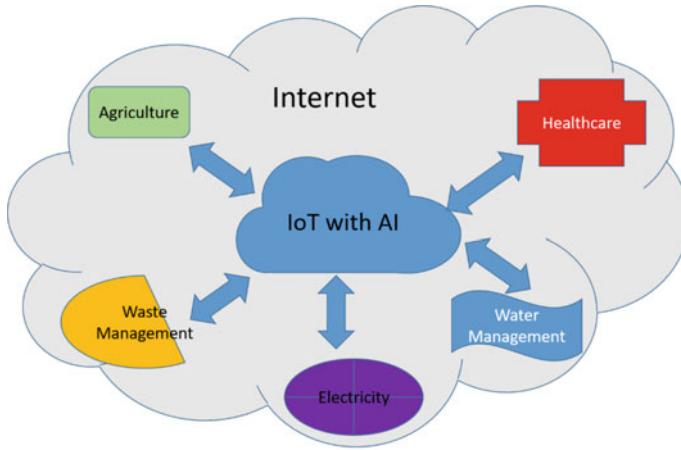 Internet
Agriculture
Healthcare
IoT with AI
Waste
Management
Water
Management
Electricity